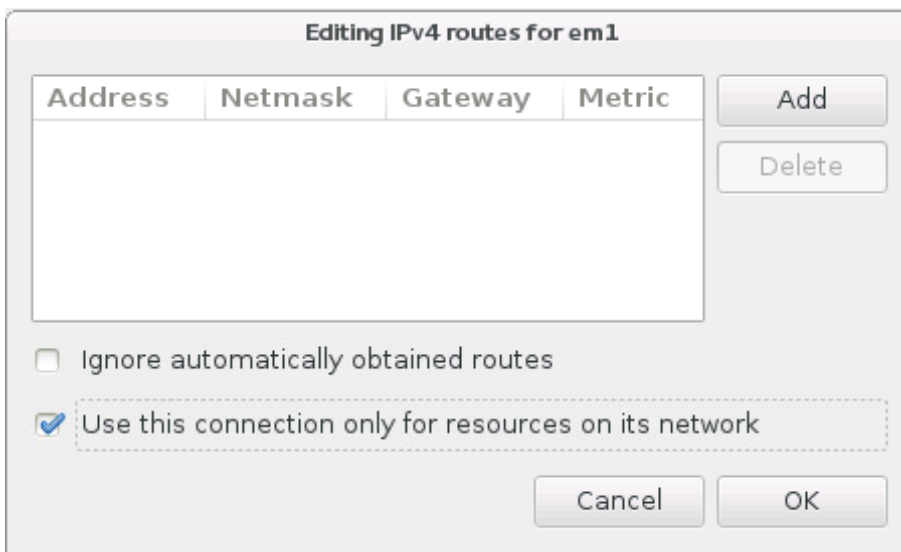 Editing IPv4 routes for em1
Address Netmask Gateway Metric Add
Delete
Ignore automatically obtained routes
Use this connection only for resources on its network
Cancel OK